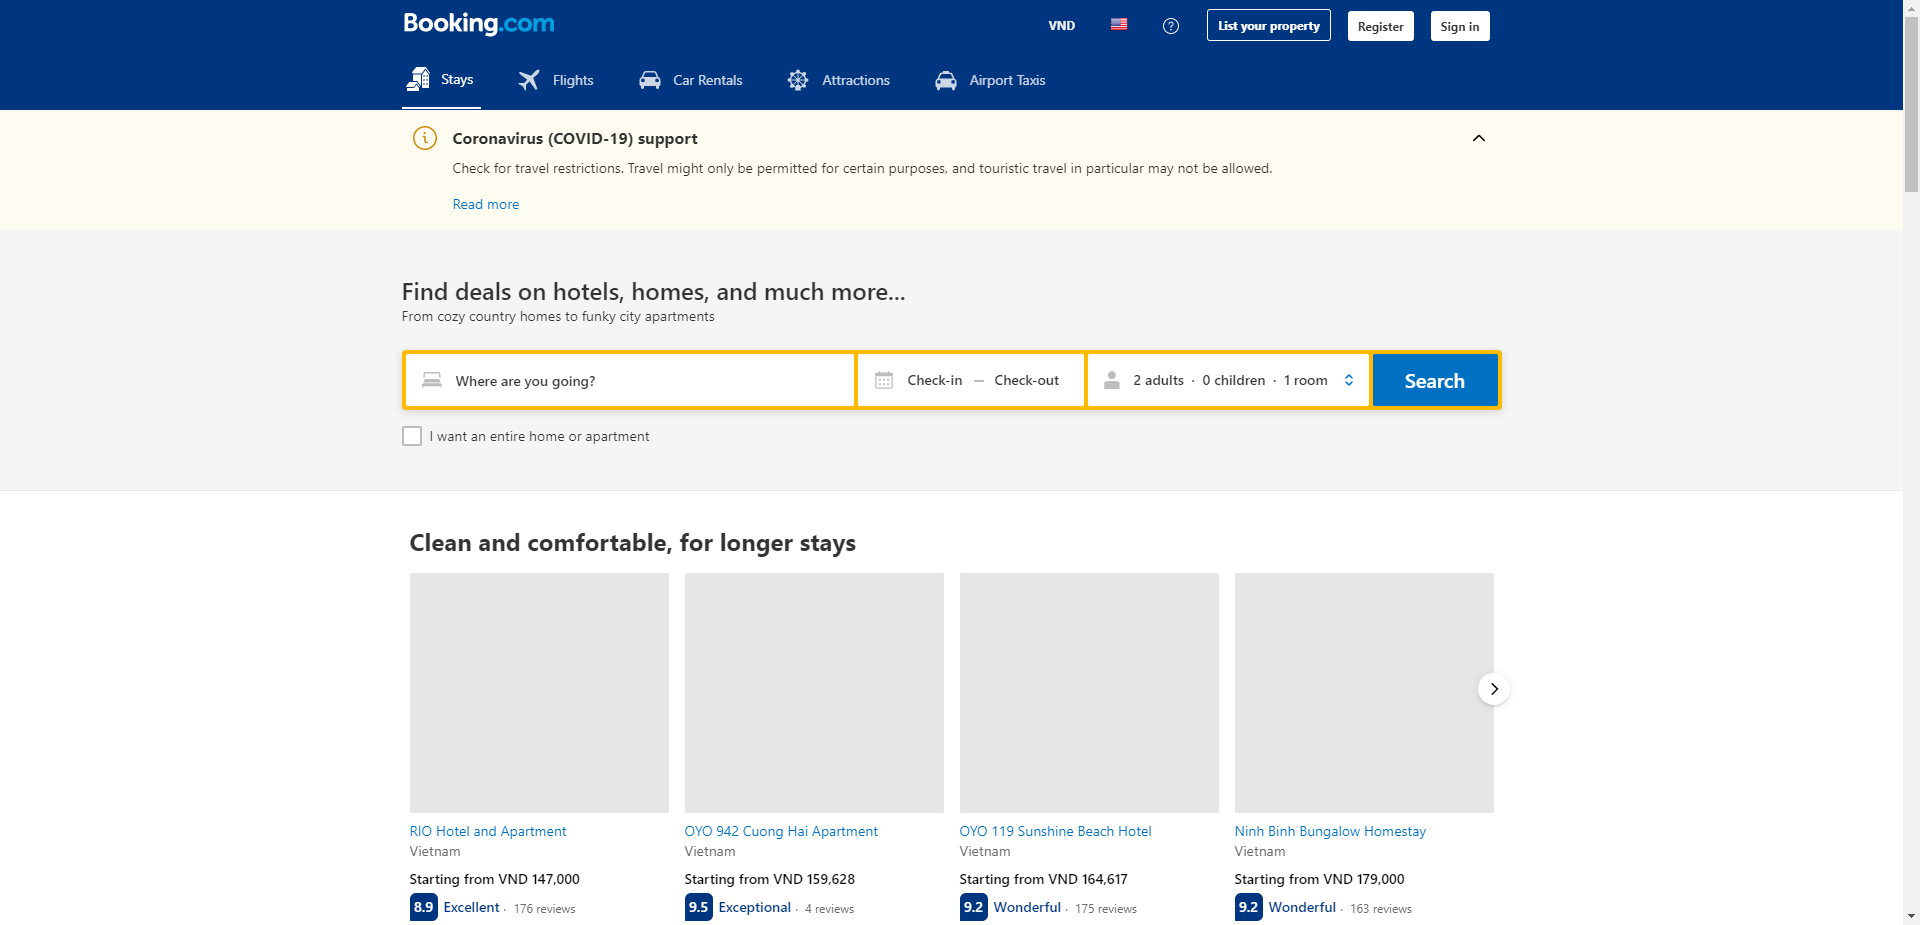 Booking.com
VND
List your property
Register
Sign in
Stays
Flights
Car Rentals
Attractions
Airport Taxis
Coronavirus (COVID-19) support
Check for travel restrictions. Travel might only be permitted for certain purposes, and touristic travel in particular may not be allowed.
Read more
Find deals on hotels, homes, and much more...
From cozy country homes to funky city apartments
Where are you going?
Check-in — Check-out
2 adults · 0 children · 1 room
Search
I want an entire home or apartment
Clean and comfortable, for longer stays
RIO Hotel and Apartment
Vietnam
Starting from VND 147,000
8.9 Excellent · 176 reviews
OYO 942 Cuong Hai Apartment
Vietnam
Starting from VND 159,628
9.5 Exceptional · 4 reviews
OYO 119 Sunshine Beach Hotel
Vietnam
Starting from VND 164,617
9.2 Wonderful · 175 reviews
Ninh Binh Bungalow Homestay
Vietnam
Starting from VND 179,000
9.2 Wonderful · 163 reviews